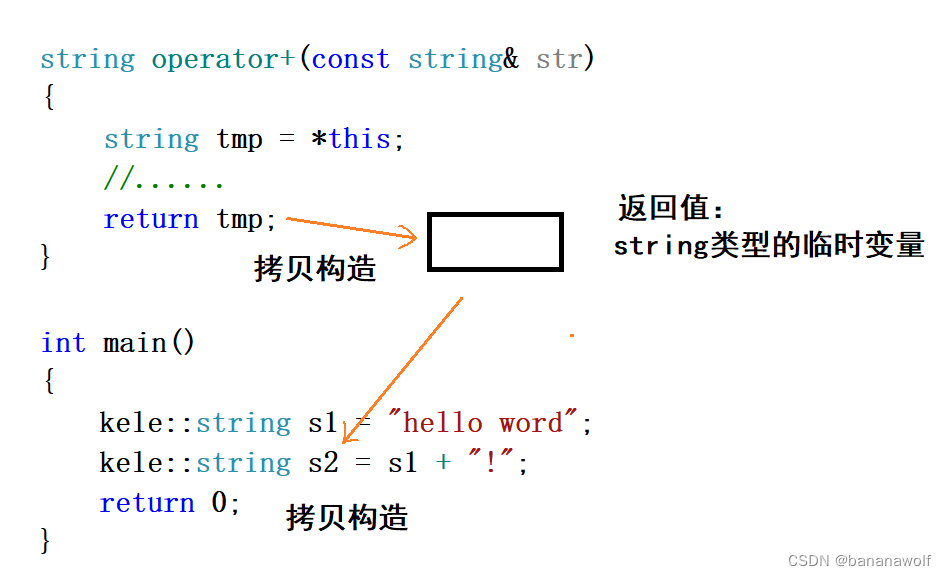 string operator+(const string& str)
{
string tmp = *this;
//......
return tmp;
}
拷贝构造
返回值：
string类型的临时变量
int main()
{
kele::string s1 = "hello word";
kele::string s2 = s1 + "!";
return 0;
}
拷贝构造
CSDN @bananawolf